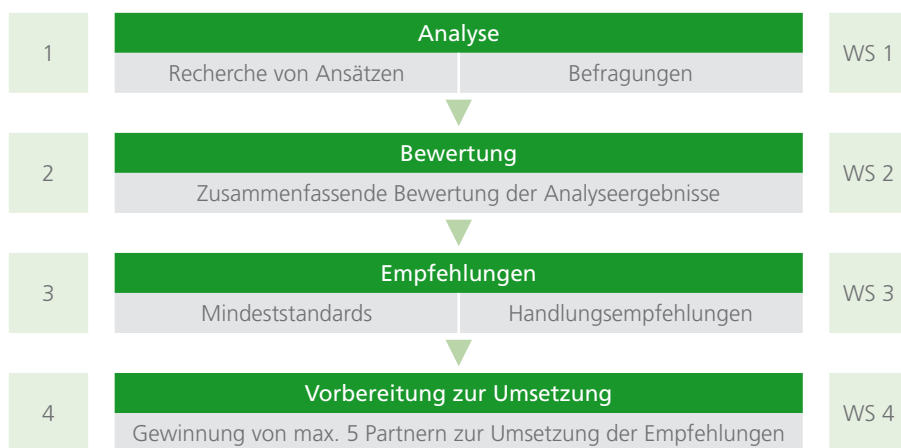 1
Analyse
WS 1
Recherche von Ansätzen
Befragungen
2
Bewertung
WS 2
Zusammenfassende Bewertung der Analyseergebnisse
3
Empfehlungen
WS 3
Mindeststandards
Handlungsempfehlungen
4
Vorbereitung zur Umsetzung
WS 4
Gewinnung von max. 5 Partnern zur Umsetzung der Empfehlungen